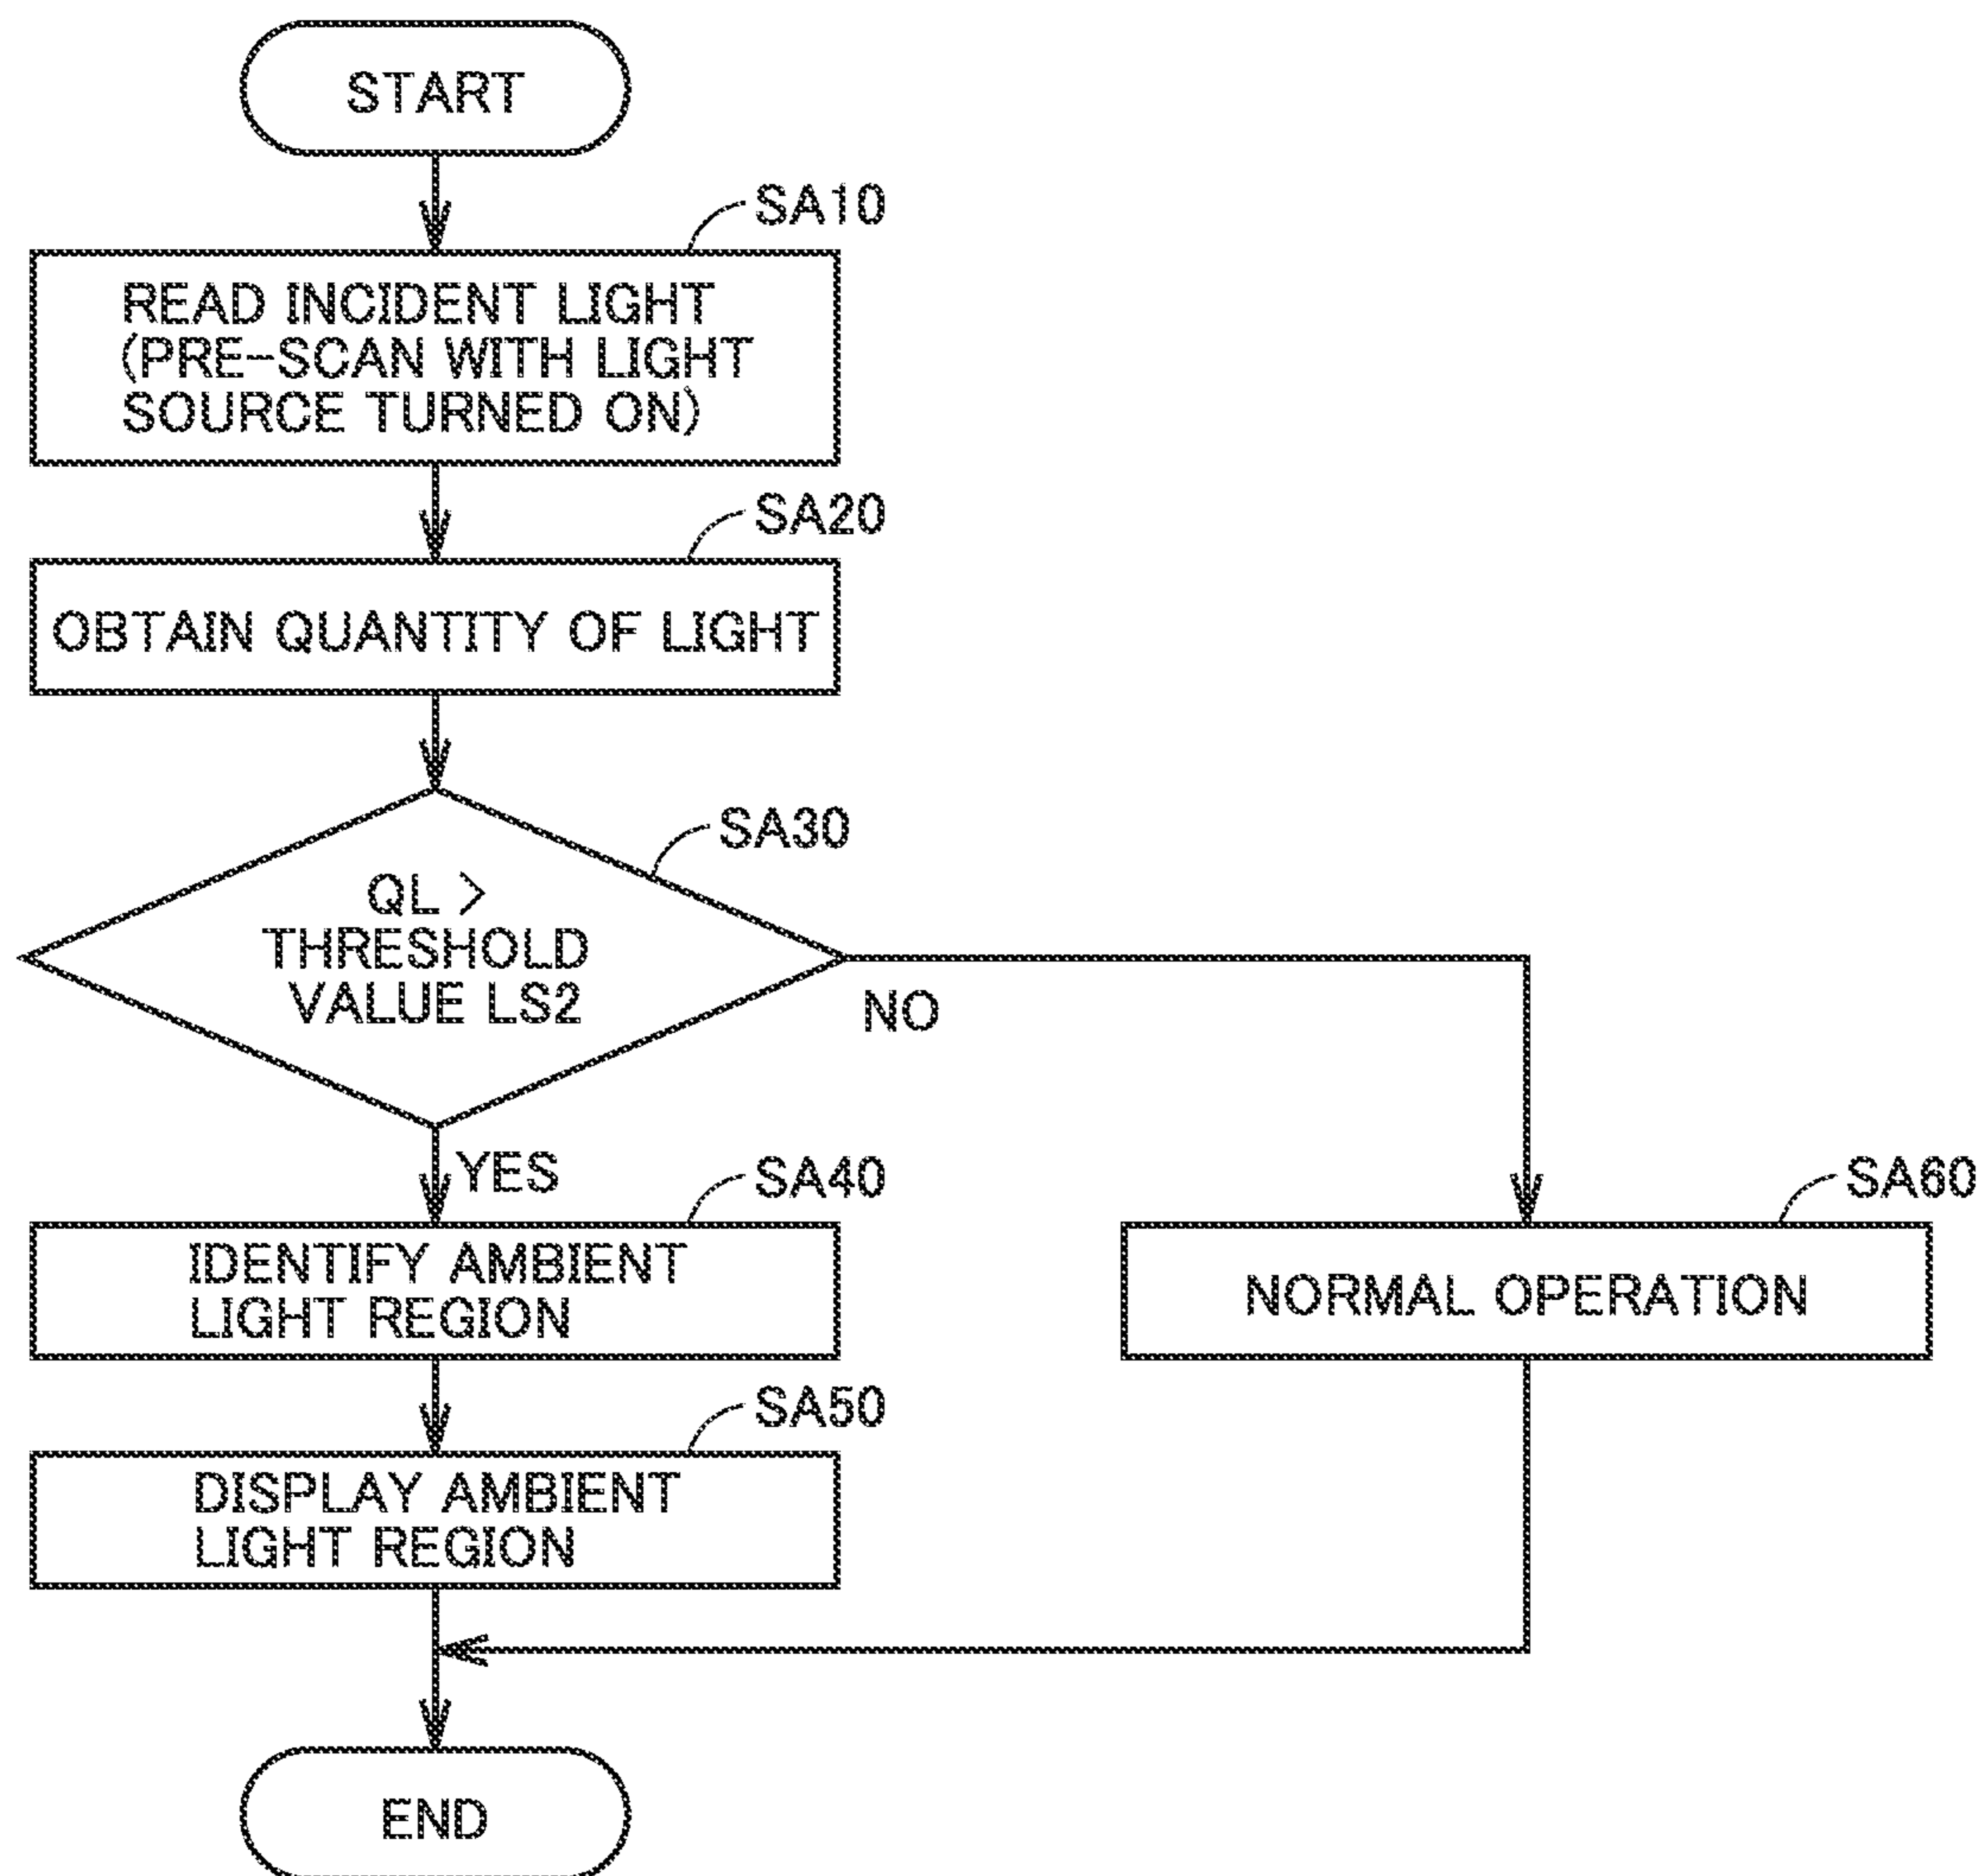 START
SA10
READ INCIDENT LIGHT
(PRE-SCAN WITH LIGHT
SOURCE TURNED ON)
SA20
OBTAIN QUANTITY OF LIGHT
SA30
QL >
THRESHOLD
VALUE LS2
NO
YES
SA40
IDENTIFY AMBIENT
LIGHT REGION
SA60
NORMAL OPERATION
SA50
DISPLAY AMBIENT
LIGHT REGION
END